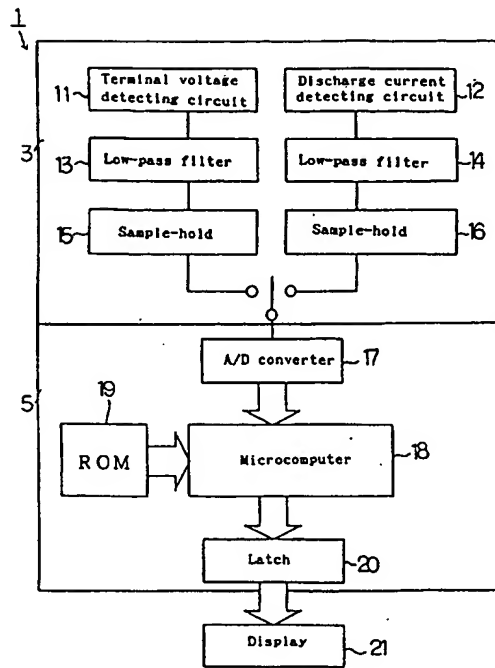 1
Terminal voltage
detecting circuit
11
Discharge current
detecting circuit
12
3
Low-pass filter
13
Low-pass filter
14
Sample-hold
15
Sample-hold
16
A/D converter
17
5
19
ROM
Microcomputer
18
Latch
20
Display
21